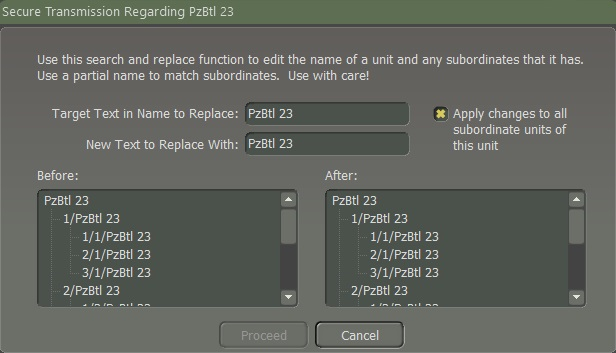 Secure Transmission Regarding PzBtl 23
Use this search and replace function to edit the name of a unit and any subordinates that it has.
Use a partial name to match subordinates.  Use with care!
Target Text in Name to Replace: PzBtl 23
Apply changes to all
subordinate units of
this unit
New Text to Replace With: PzBtl 23
Before:
PzBtl 23
1/PzBtl 23
1/1/PzBtl 23
2/1/PzBtl 23
3/1/PzBtl 23
2/PzBtl 23
After:
PzBtl 23
1/PzBtl 23
1/1/PzBtl 23
2/1/PzBtl 23
3/1/PzBtl 23
2/PzBtl 23
Proceed
Cancel